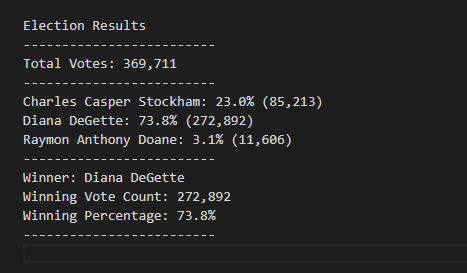 Election Results
-------------------------
Total Votes: 369,711
-------------------------
Charles Casper Stockham: 23.0% (85,213)
Diana DeGette: 73.8% (272,892)
Raymon Anthony Doane: 3.1% (11,606)
-------------------------
Winner: Diana DeGette
Winning Vote Count: 272,892
Winning Percentage: 73.8%
-------------------------